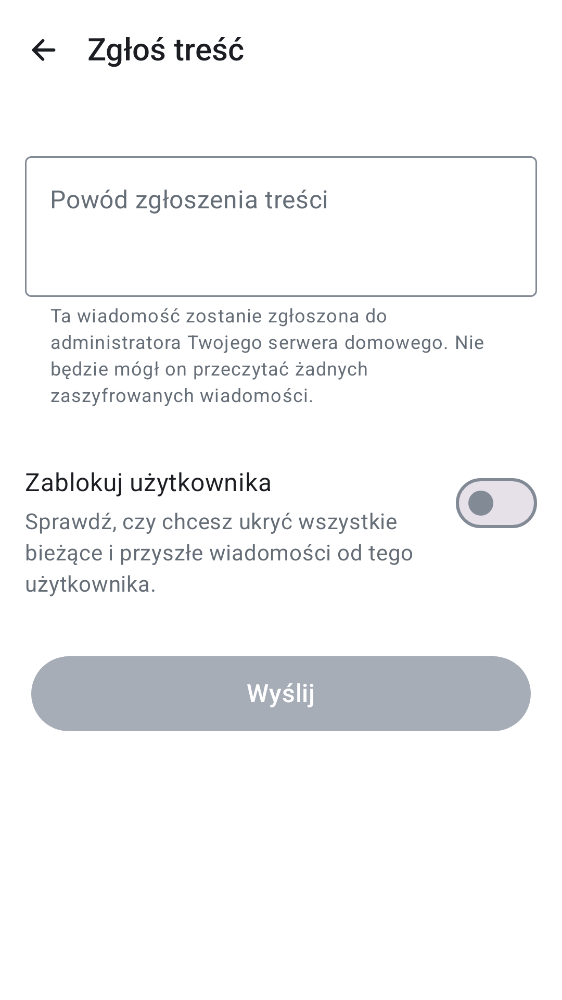 Zgłoś treść
Powód zgłoszenia treści
Ta wiadomość zostanie zgłoszona do
administratora Twojego serwera domowego. Nie
będzie mógł on przeczytać żadnych
zaszyfrowanych wiadomości.
Zablokuj użytkownika
Sprawdź, czy chcesz ukryć wszystkie
bieżące i przyszłe wiadomości od tego
użytkownika.
Wyślij